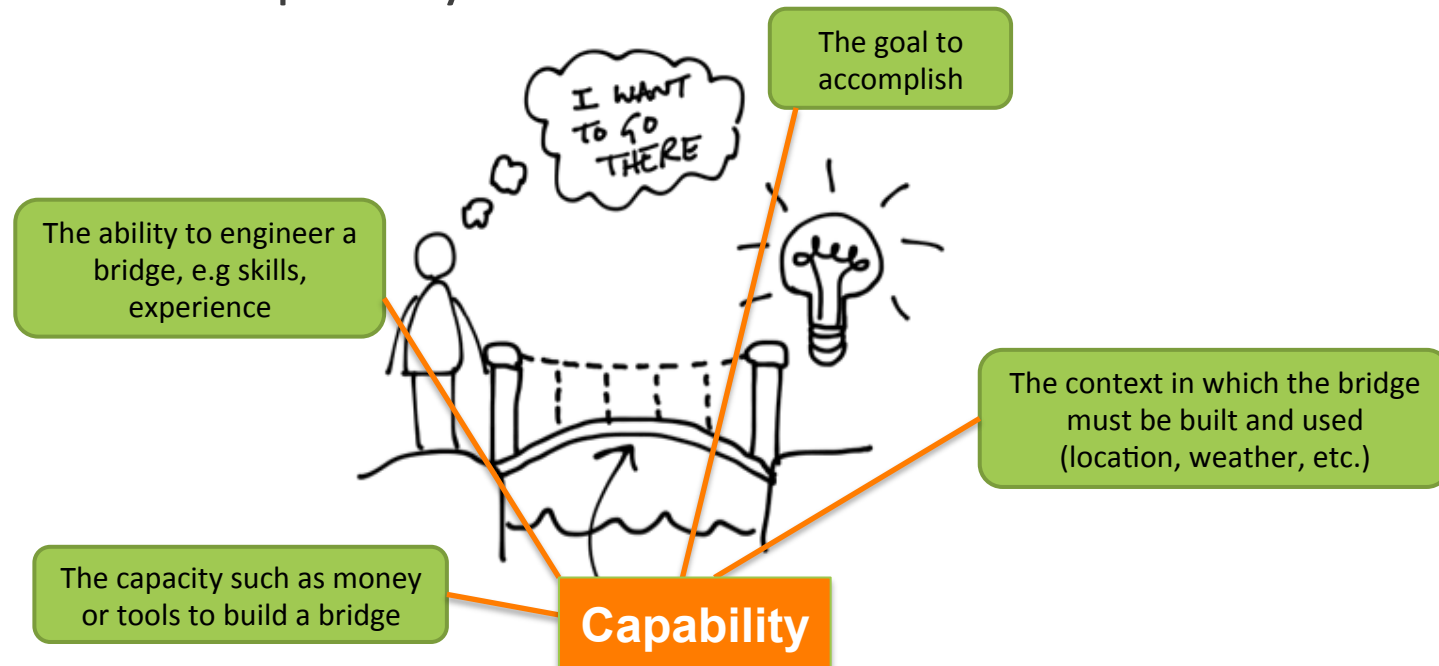 The goal to
accomplish
I WANT
TO GO
THERE
The ability to engineer a
bridge, e.g skills,
experience
The context in which the bridge
must be built and used
(location, weather, etc.)
The capacity such as money
or tools to build a bridge
Capability